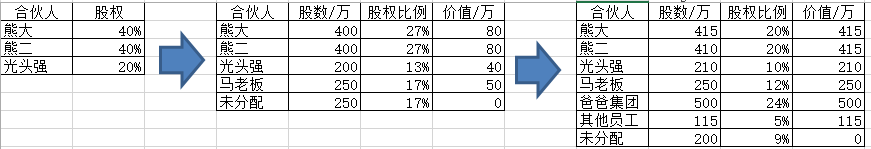 合伙人 股权
熊大 40%
熊二 40%
光头强 20%
合伙人 股数/万 股权比例 价值/万
熊大 400 27% 80
熊二 400 27% 80
光头强 200 13% 40
马老板 250 17% 50
未分配 250 17% 0
合伙人 股数/万 股权比例 价值/万
熊大 415 20% 415
熊二 410 20% 415
光头强 210 10% 210
马老板 250 12% 250
爸爸集团 500 24% 500
其他员工 115 5% 115
未分配 200 9% 0